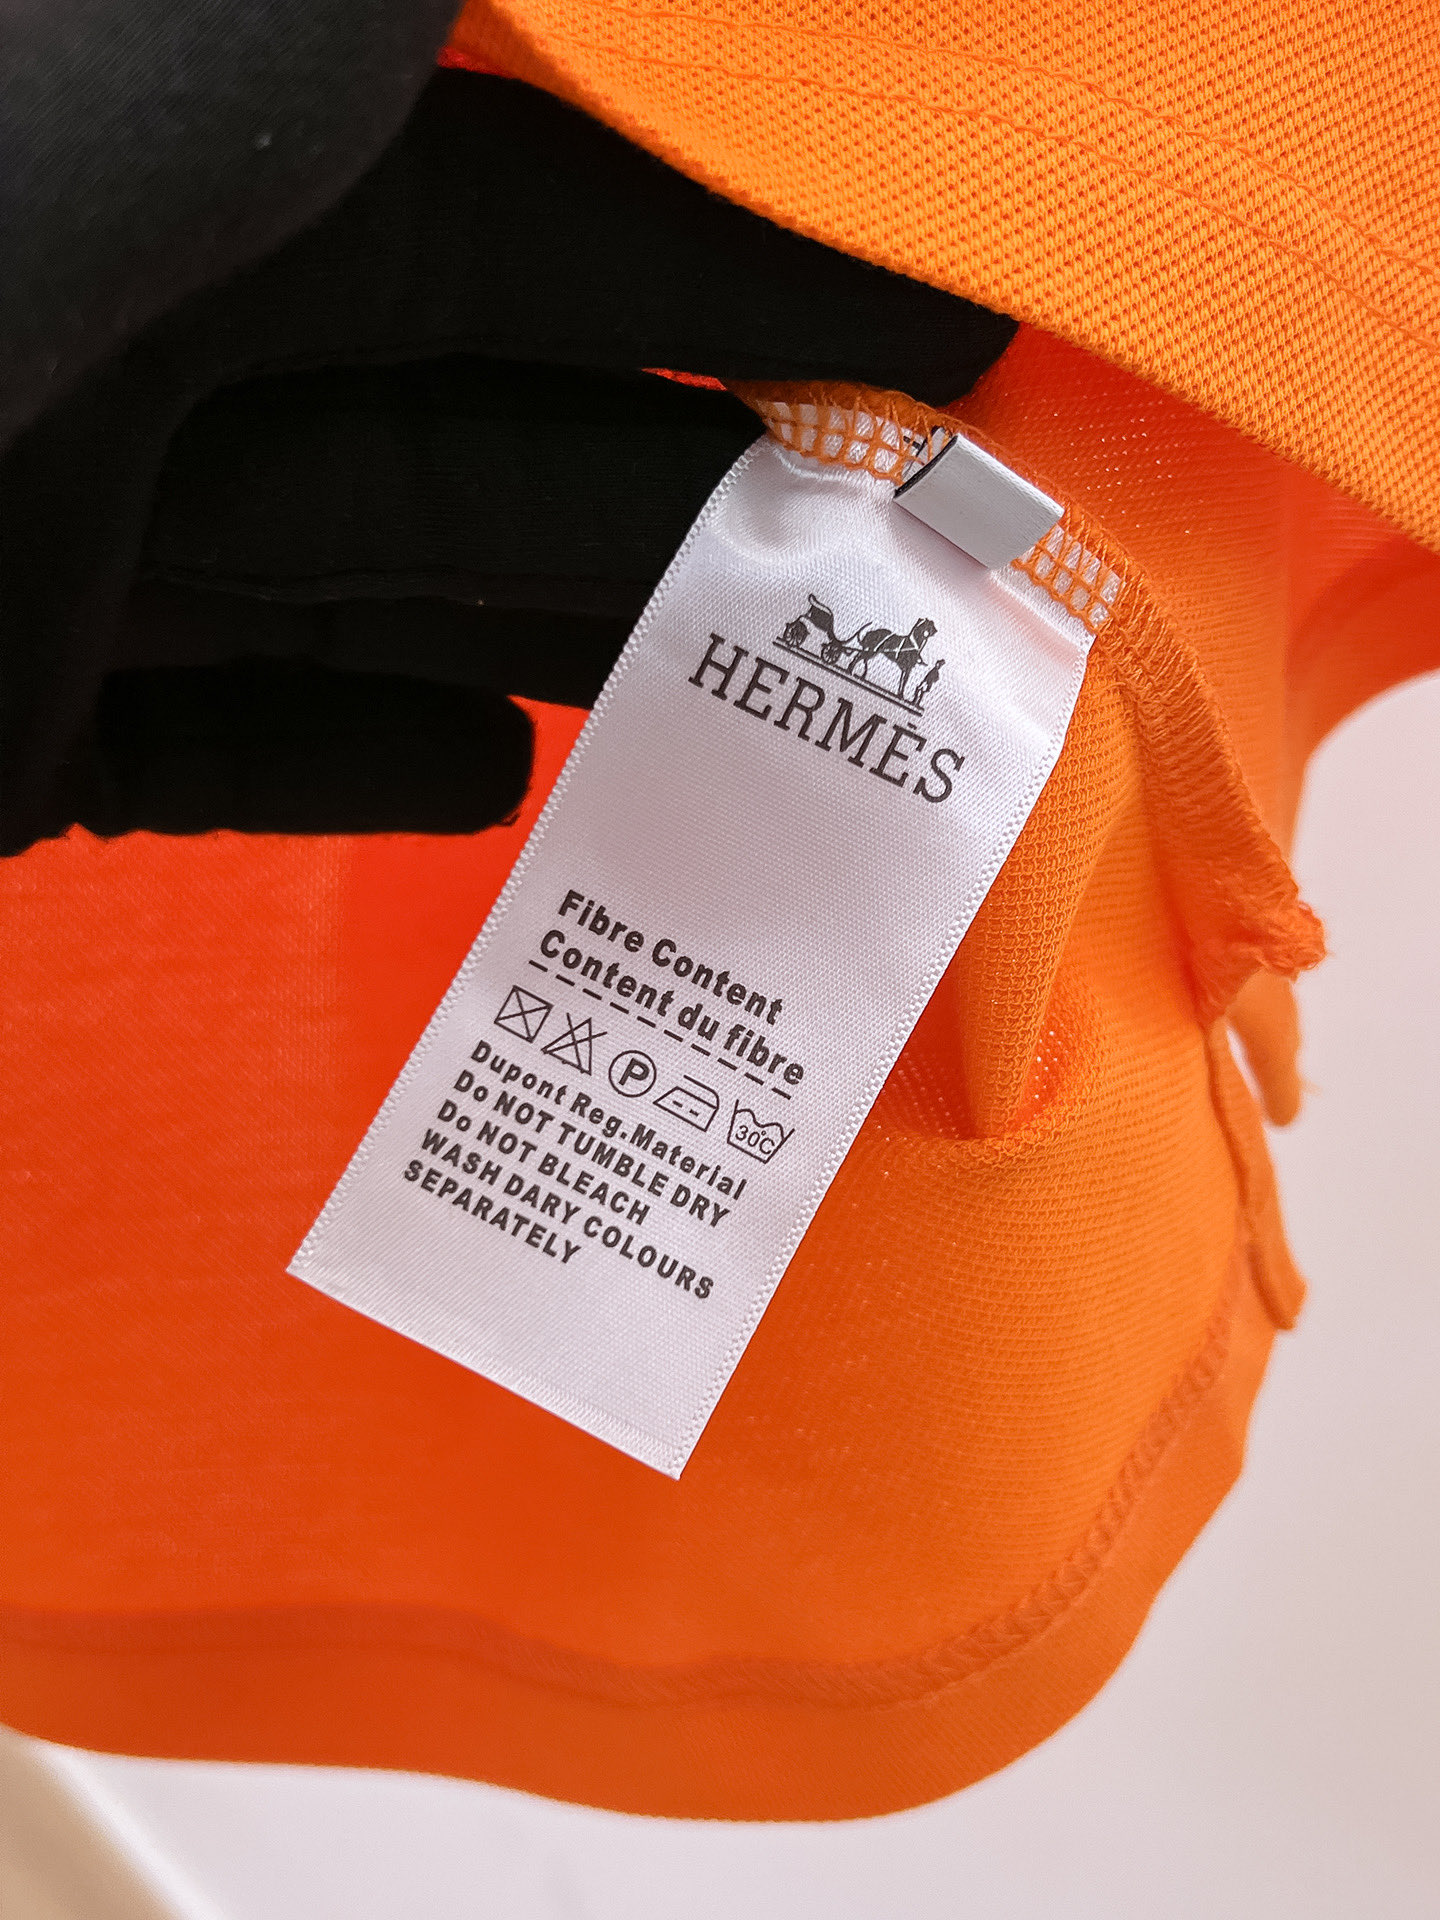 HERMÈS
Fibre Content
Content du fibre
P
30°C
Dupont Reg.Material
Do NOT TUMBLE DRY
Do NOT BLEACH
WASH DARY COLOURS
SEPARATELY